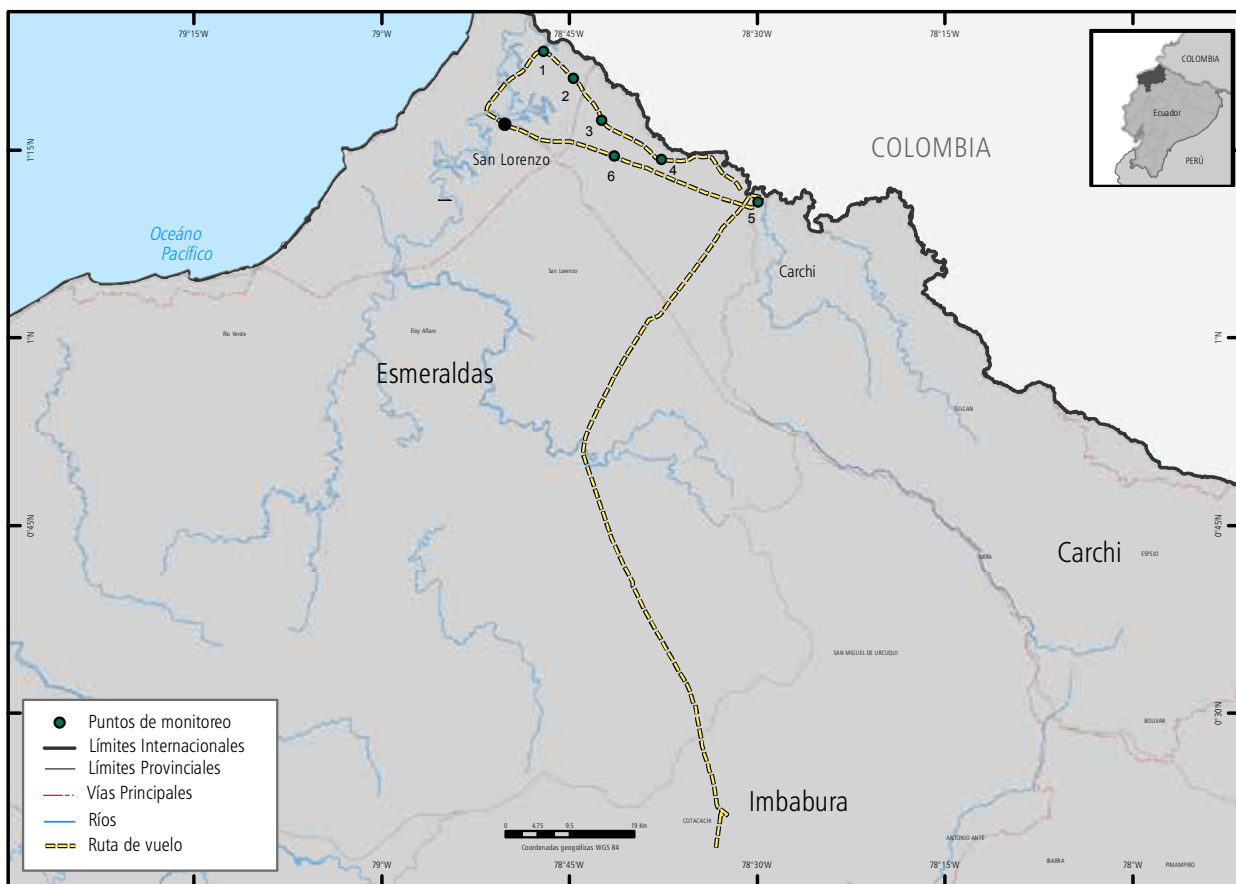 79°15'W
79°W
78°45'W
78°30'W
78°15'W
COLOMBIA
Ecuador
PERÚ
1
2
3
COLOMBIA
1°15'N
San Lorenzo
6
4
1°15'N
5
Oceáno
Pacífico
San Lorenzo
Carchi
Río Verde
Eloy Alfaro
1°N
1°N
Esmeraldas
TULCAN
0°45'N
0°45'N
Carchi
MIRA
ESPEJO
SAN MIGUEL DE URCUQUI
Puntos de monitoreo
Límites Internacionales
Límites Provinciales
Vías Principales
Ríos
Ruta de vuelo
0°30'N
BOLIVAR
Imbabura
COTACACHI
0 4.75 9.5 19 Km
Coordenadas geográficas WGS 84
ANTONIO ANTE
IBARRA
PIMAMPIRO
79°W
78°45'W
78°30'W
78°15'W
78°W